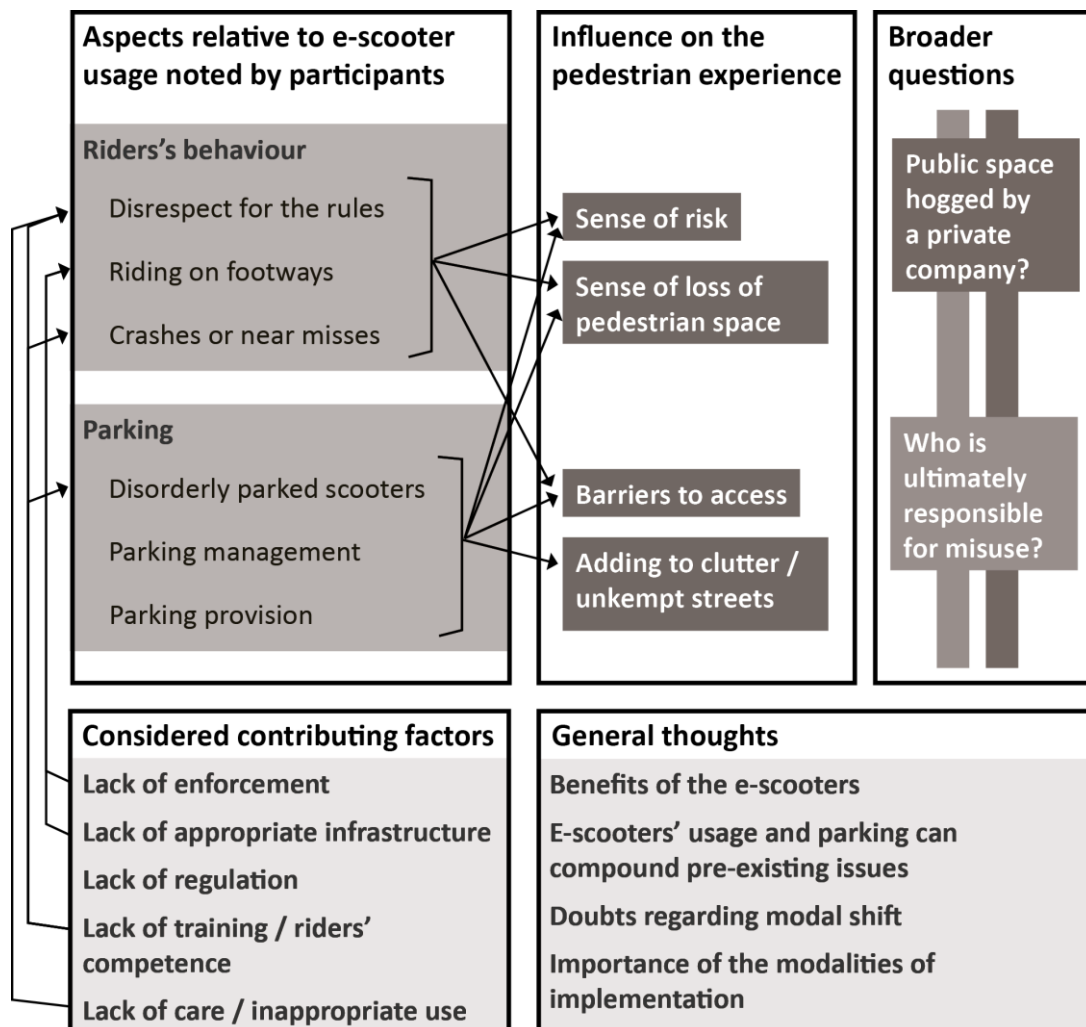 Aspects relative to e-scooter
usage noted by participants
Riders's behaviour
Disrespect for the rules
Riding on footways
Crashes or near misses
Parking
Disorderly parked scooters
Parking management
Parking provision
Influence on the
pedestrian experience
Sense of risk
Sense of loss of
pedestrian space
Barriers to access
Adding to clutter /
unkempt streets
Broader
questions
Public space
hogged by
a private
company?
Who is
ultimately
responsible
for misuse?
Considered contributing factors
Lack of enforcement
Lack of appropriate infrastructure
Lack of regulation
Lack of training / riders'
competence
Lack of care / inappropriate use
General thoughts
Benefits of the e-scooters
E-scooters' usage and parking can
compound pre-existing issues
Doubts regarding modal shift
Importance of the modalities of
implementation